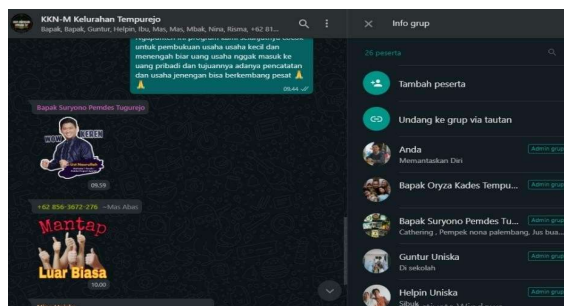 KKN-M Kelurahan Tempurejo
Bapak, Bapak, Guntur, Helpin, Ibu, Mas, Mas, Mbak, Nina, Risma, +62 81...
untuk pembukuan usaha usaha kecil dan
menengah biar uang usaha nggak masuk ke
uang pribadi dan tujuannya adanya pencatatan
dan usaha jenengan bisa berkembang pesat
09.44
Bapak Suryono Pemdes Tugurejo
WOW KEREN
09.59
+62 856-3672-276 ~Mas Abas
Mantap
Luar Biasa
10.00
Info grup
26 peserta
Tambah peserta
Undang ke grup via tautan
Anda
Admin grup
Memantaskan Diri
Bapak Oryza Kades Tempu...
Admin grup
Bapak Suryono Pemdes Tu...
Admin grup
Cathering , Pempek nona palembang, Jus bua...
Guntur Uniska
Admin grup
Di sekolah
Helpin Uniska
Admin grup
Sibuk